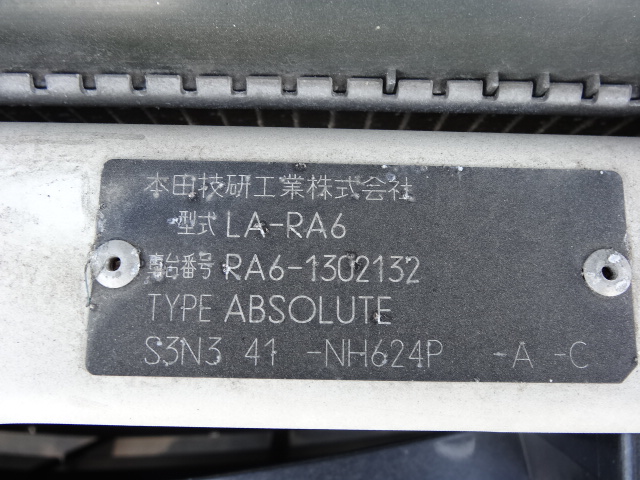 本田技研工業株式会社
型式 LA-RA6
車台番号 RA6-1302132
TYPE ABSOLUTE
S3N3 41 -NH624P -A -C